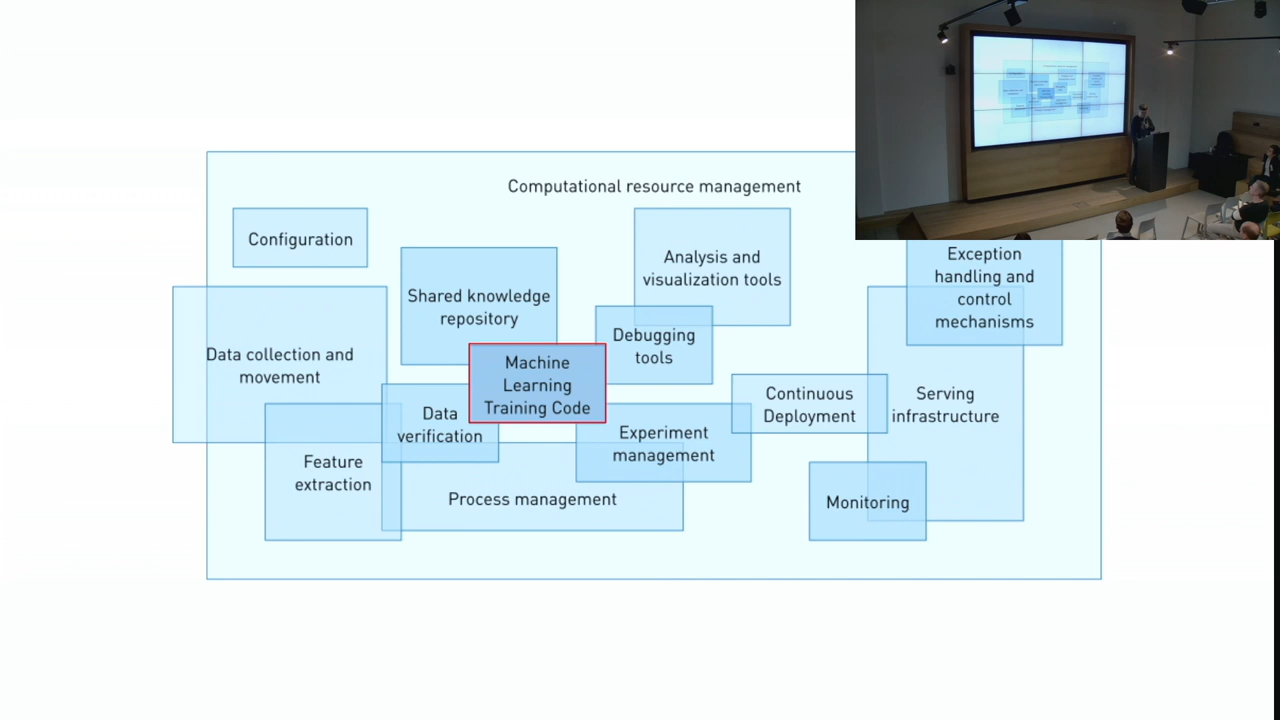 Computational resource management
Configuration
Analysis and
visualization tools
Exception
handling and
control
mechanisms
Shared knowledge
repository
Debugging
tools
Data collection and
movement
Machine
Learning
Training Code
Continuous
Deployment
Serving
infrastructure
Data
verification
Experiment
management
Feature
extraction
Process management
Monitoring